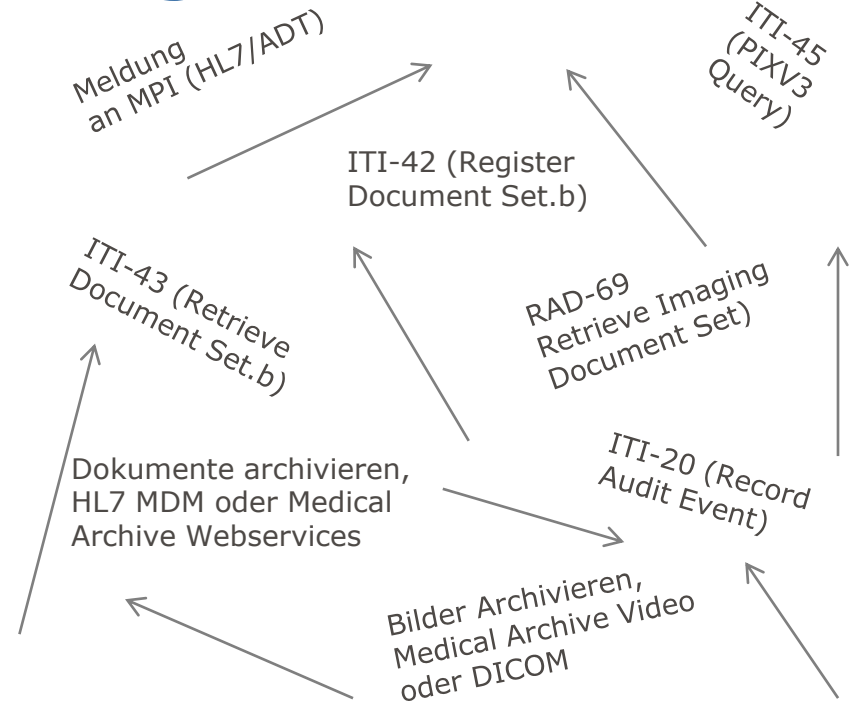 Meldung
an MPI (HL7/ADT)
ITI-45
(PIXV3
Query)
ITI-42 (Register
Document Set.b)
ITI-43 (Retrieve
Document Set.b)
RAD-69
Retrieve Imaging
Document Set)
Dokumente archivieren,
HL7 MDM oder Medical
Archive Webservices
ITI-20 (Record
Audit Event)
Bilder Archivieren,
Medical Archive Video
oder DICOM